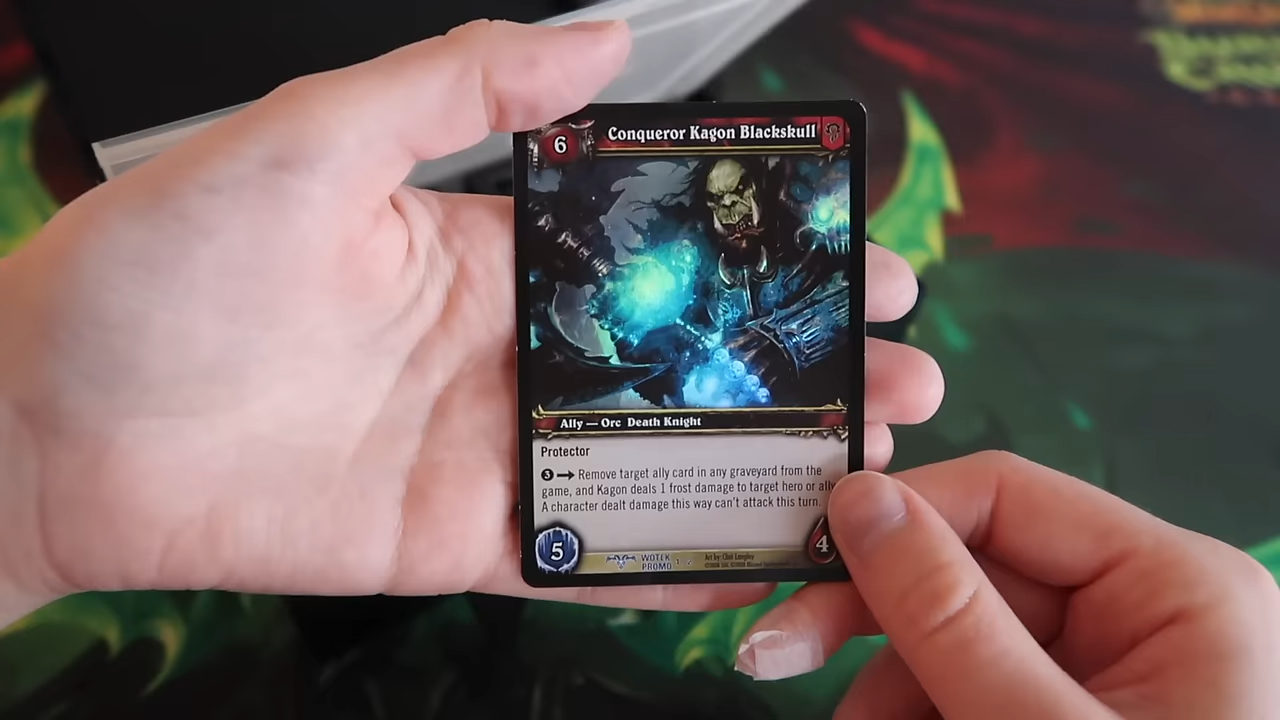 6
Conqueror Kagon Blackskull
Ally — Orc Death Knight
Protector
3 → Remove target ally card in any graveyard from the
game, and Kagon deals 1 frost damage to target hero or ally
A character dealt damage this way can't attack this turn.
5
WOTLK
PROMO 1
Art by: Clint Langley
4